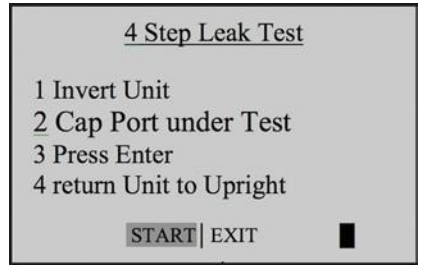 4 Step Leak Test
1 Invert Unit
2 Cap Port under Test
3 Press Enter
4 return Unit to Upright
START| EXIT